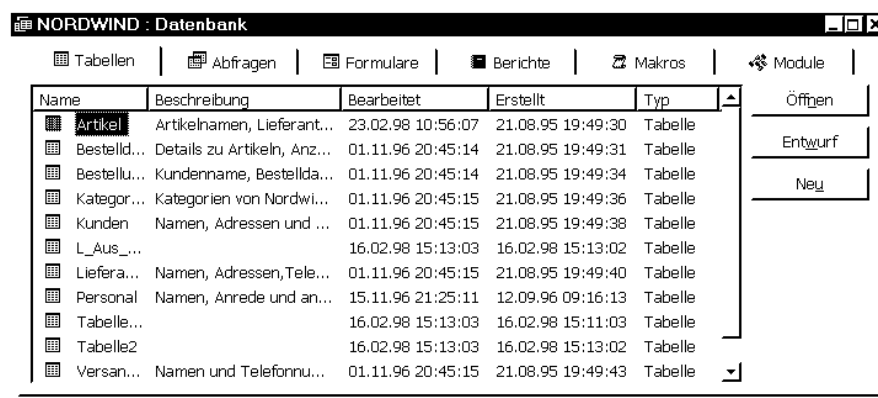 NORDWIND : Datenbank
Tabellen Abfragen Formulare Berichte Makros Module
Name Beschreibung Bearbeitet Erstellt Typ Öffnen
Artikel Artikelnamen, Lieferant... 23.02.98 10:56:07 21.08.95 19:49:30 Tabelle
Bestelld... Details zu Artikeln, Anz... 01.11.96 20:45:14 21.08.95 19:49:31 Tabelle Entwurf
Bestellu... Kundenname, Bestellda... 01.11.96 20:45:14 21.08.95 19:49:34 Tabelle
Kategor... Kategorien von Nordwi... 01.11.96 20:45:15 21.08.95 19:49:36 Tabelle Neu
Kunden Namen, Adressen und ... 01.11.96 20:45:15 21.08.95 19:49:38 Tabelle
L_Aus_... 16.02.98 15:13:03 16.02.98 15:13:02 Tabelle
Liefera... Namen, Adressen,Tele... 01.11.96 20:45:15 21.08.95 19:49:40 Tabelle
Personal Namen, Anrede und an... 15.11.96 21:25:11 12.09.96 09:16:13 Tabelle
Tabelle... 16.02.98 15:13:03 16.02.98 15:11:03 Tabelle
Tabelle2 16.02.98 15:13:03 16.02.98 15:13:02 Tabelle
Versan... Namen und Telefonnu... 01.11.96 20:45:15 21.08.95 19:49:43 Tabelle